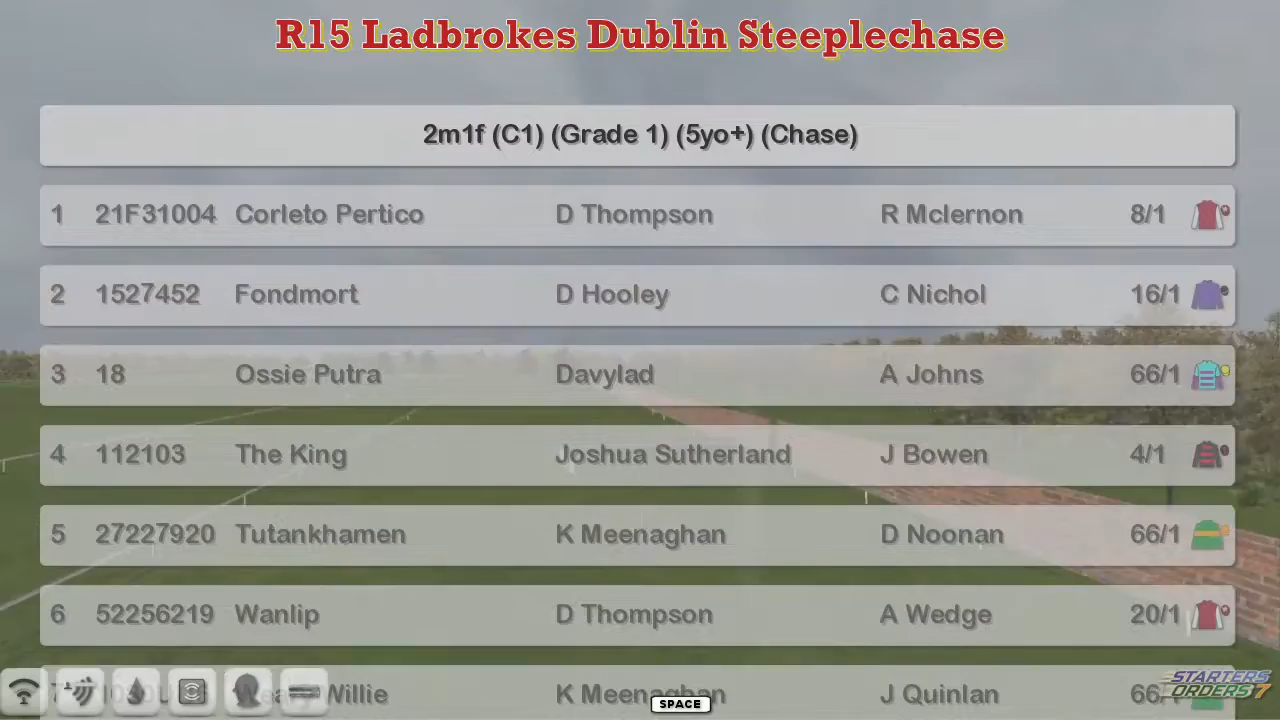 R15 Ladbrokes Dublin Steeplechase
2m1f (C1) (Grade 1) (5yo+) (Chase)
1 21F31004 Corleto Pertico D Thompson R Mclernon 8/1
2 1527452 Fondmort D Hooley C Nichol 16/1
3 18 Ossie Putra Davylad A Johns 66/1
4 112103 The King Joshua Sutherland J Bowen 4/1
5 27227920 Tutankhamen K Meenaghan D Noonan 66/1
6 52256219 Wanlip D Thompson A Wedge 20/1
7 Willie K Meenaghan J Quinlan
SPACE
STARTERS
ORDERS 7